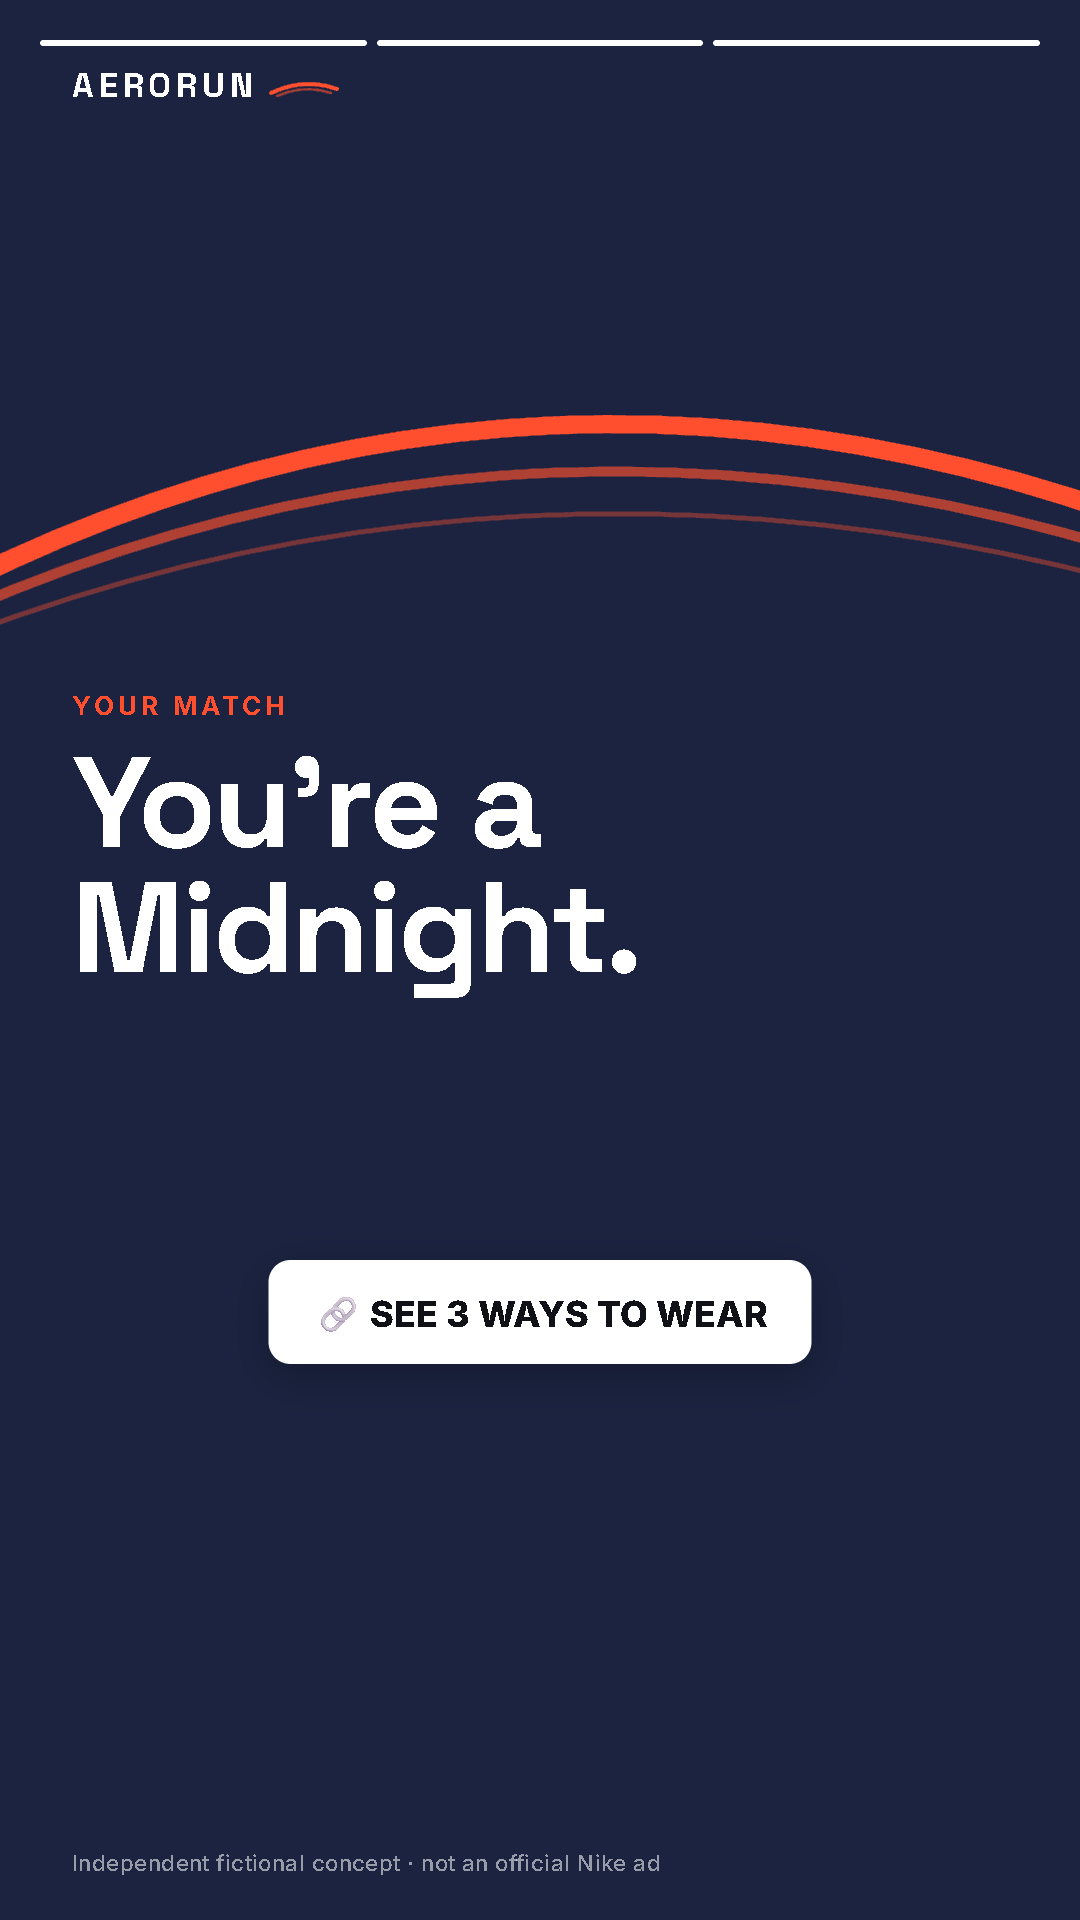 AERORUN
YOUR MATCH
You’re a
Midnight.
SEE 3 WAYS TO WEAR
Independent fictional concept · not an official Nike ad